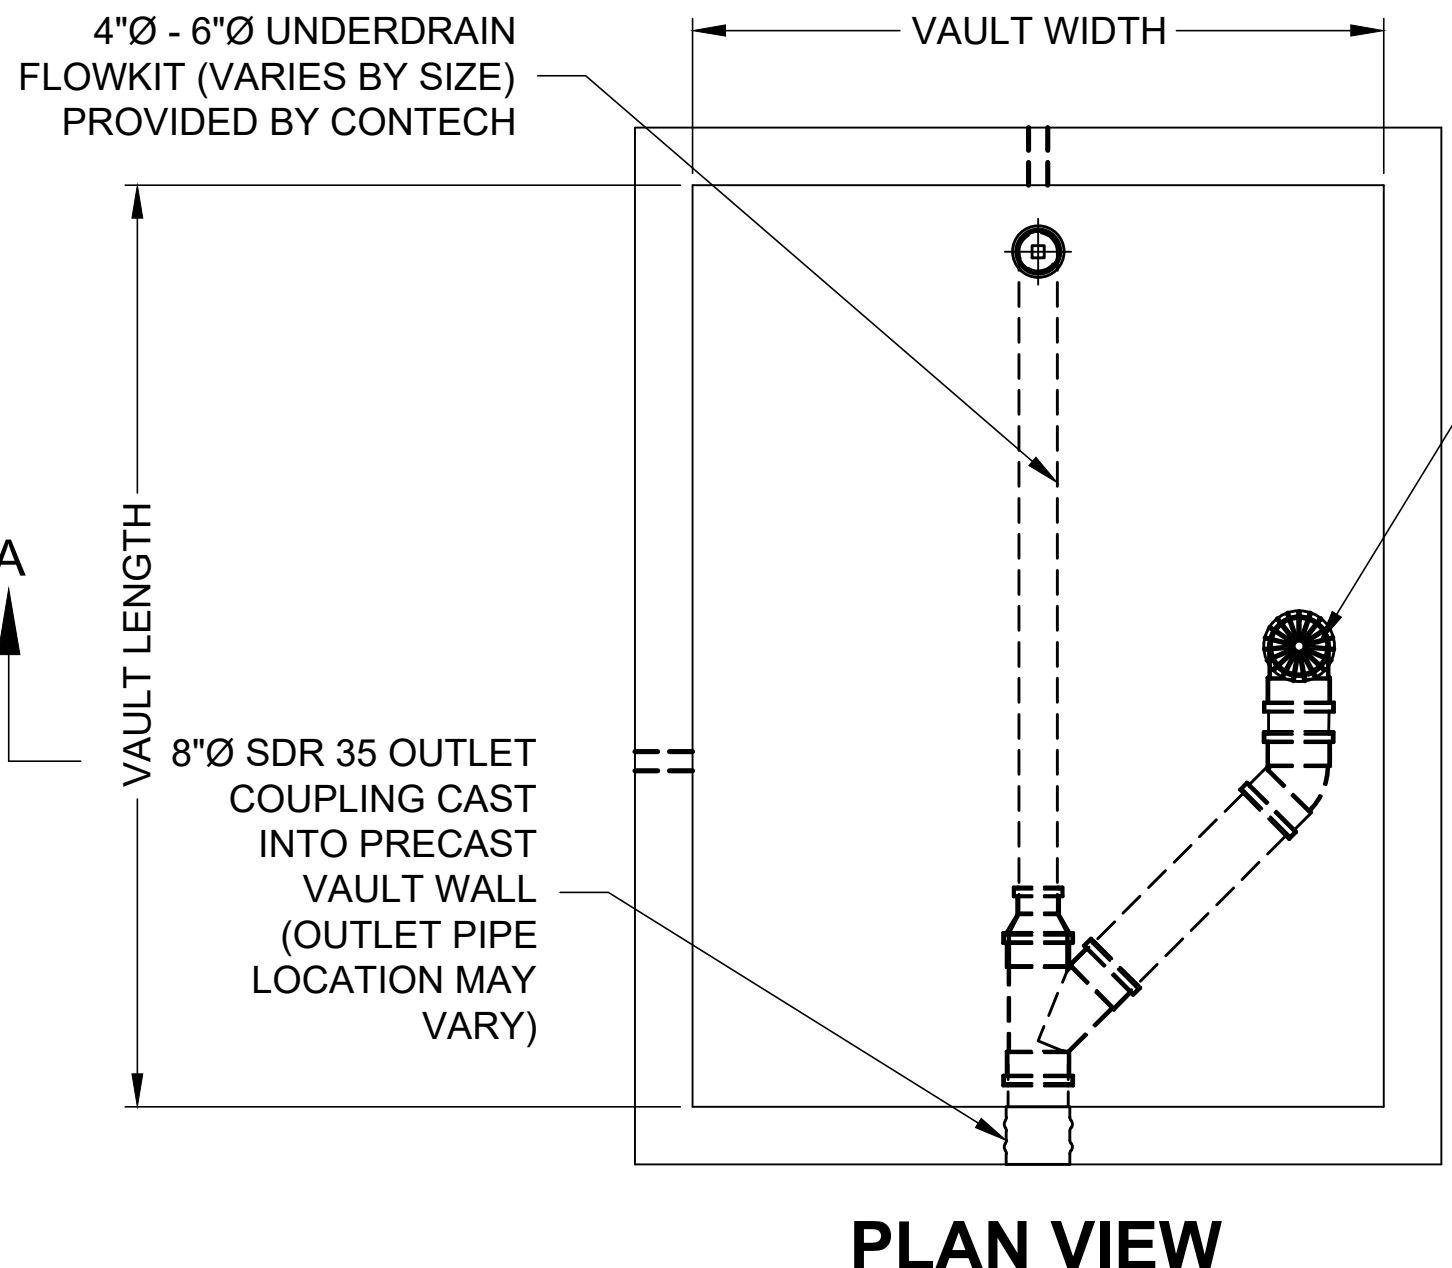 4"Ø - 6"Ø UNDERDRAIN
FLOWKIT (VARIES BY SIZE)
PROVIDED BY CONTECH
VAULT WIDTH
A
VAULT LENGTH
8"Ø SDR 35 OUTLET
COUPLING CAST
INTO PRECAST
VAULT WALL
(OUTLET PIPE
LOCATION MAY
VARY)
PLAN VIEW